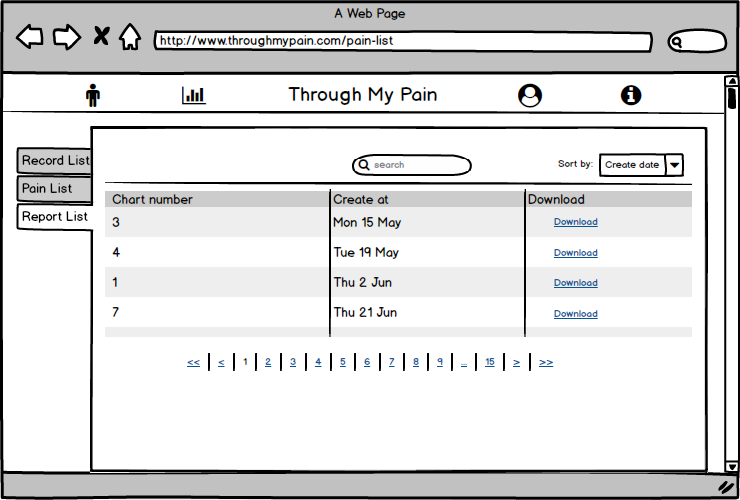 A Web Page
http://www.throughmypain.com/pain-list
Through My Pain
Record List
Pain List
Report List
search
Sort by: Create date
Chart number Create at Download
3 Mon 15 May Download
4 Tue 19 May Download
1 Thu 2 Jun Download
7 Thu 21 Jun Download
<< < 1 2 3 4 5 6 7 8 9 ... 15 > >>